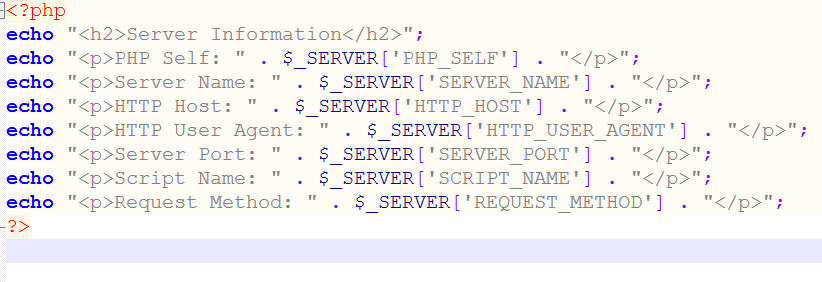 <?php
echo "<h2>Server Information</h2>";
echo "<p>PHP Self: " . $_SERVER['PHP_SELF'] . "</p>";
echo "<p>Server Name: " . $_SERVER['SERVER_NAME'] . "</p>";
echo "<p>HTTP Host: " . $_SERVER['HTTP_HOST'] . "</p>";
echo "<p>HTTP User Agent: " . $_SERVER['HTTP_USER_AGENT'] . "</p>";
echo "<p>Server Port: " . $_SERVER['SERVER_PORT'] . "</p>";
echo "<p>Script Name: " . $_SERVER['SCRIPT_NAME'] . "</p>";
echo "<p>Request Method: " . $_SERVER['REQUEST_METHOD'] . "</p>";
?>